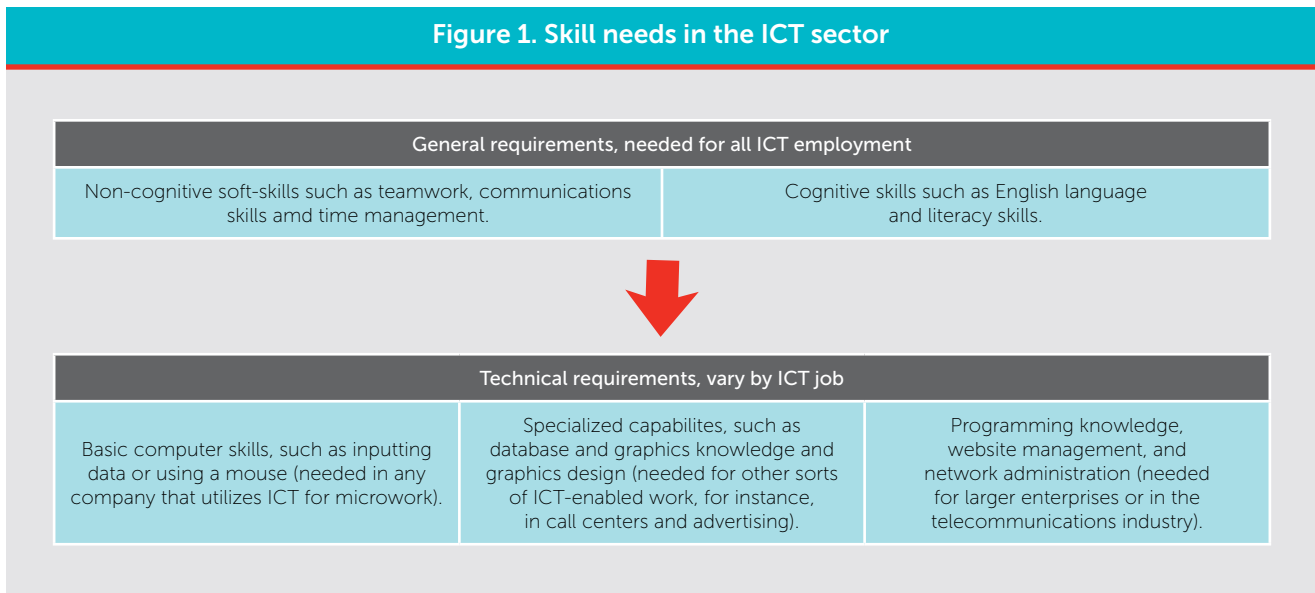 Figure 1. Skill needs in the ICT sector
General requirements, needed for all ICT employment
Non-cognitive soft-skills such as teamwork, communications
skills amd time management.
Cognitive skills such as English language
and literacy skills.
Technical requirements, vary by ICT job
Basic computer skills, such as inputting
data or using a mouse (needed in any
company that utilizes ICT for microwork).
Specialized capabilites, such as
database and graphics knowledge and
graphics design (needed for other sorts
of ICT-enabled work, for instance,
in call centers and advertising).
Programming knowledge,
website management, and
network administration (needed
for larger enterprises or in the
telecommunications industry).